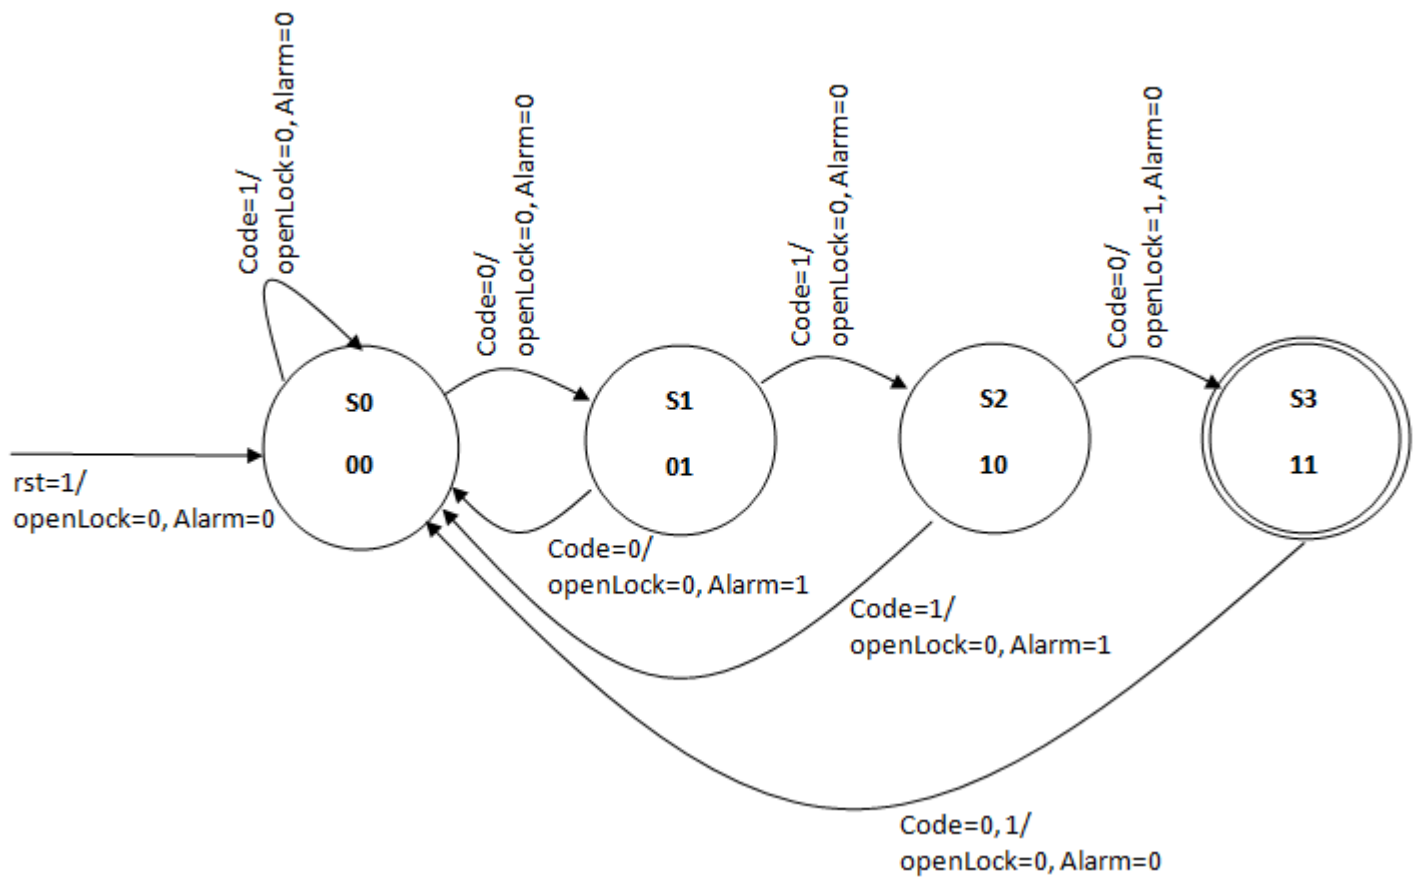 Code=1/
openLock=0, Alarm=0
Code=0/
openLock=0, Alarm=0
Code=1/
openLock=0, Alarm=0
Code=0/
openLock=1, Alarm=0
S0
00
S1
01
S2
10
S3
11
rst=1/
openLock=0, Alarm=0
Code=0/
openLock=0, Alarm=1
Code=1/
openLock=0, Alarm=1
Code=0,1/
openLock=0, Alarm=0